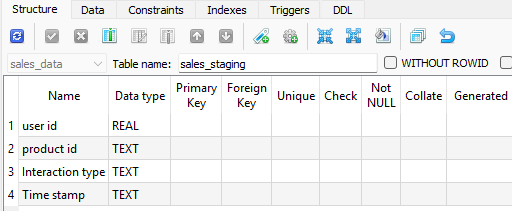 Structure Data Constraints Indexes Triggers DDL
sales_data Table name: sales_staging WITHOUT ROWID
Name Data type Primary Key Foreign Key Unique Check Not NULL Collate Generated
1 user id REAL
2 product id TEXT
3 Interaction type TEXT
4 Time stamp TEXT